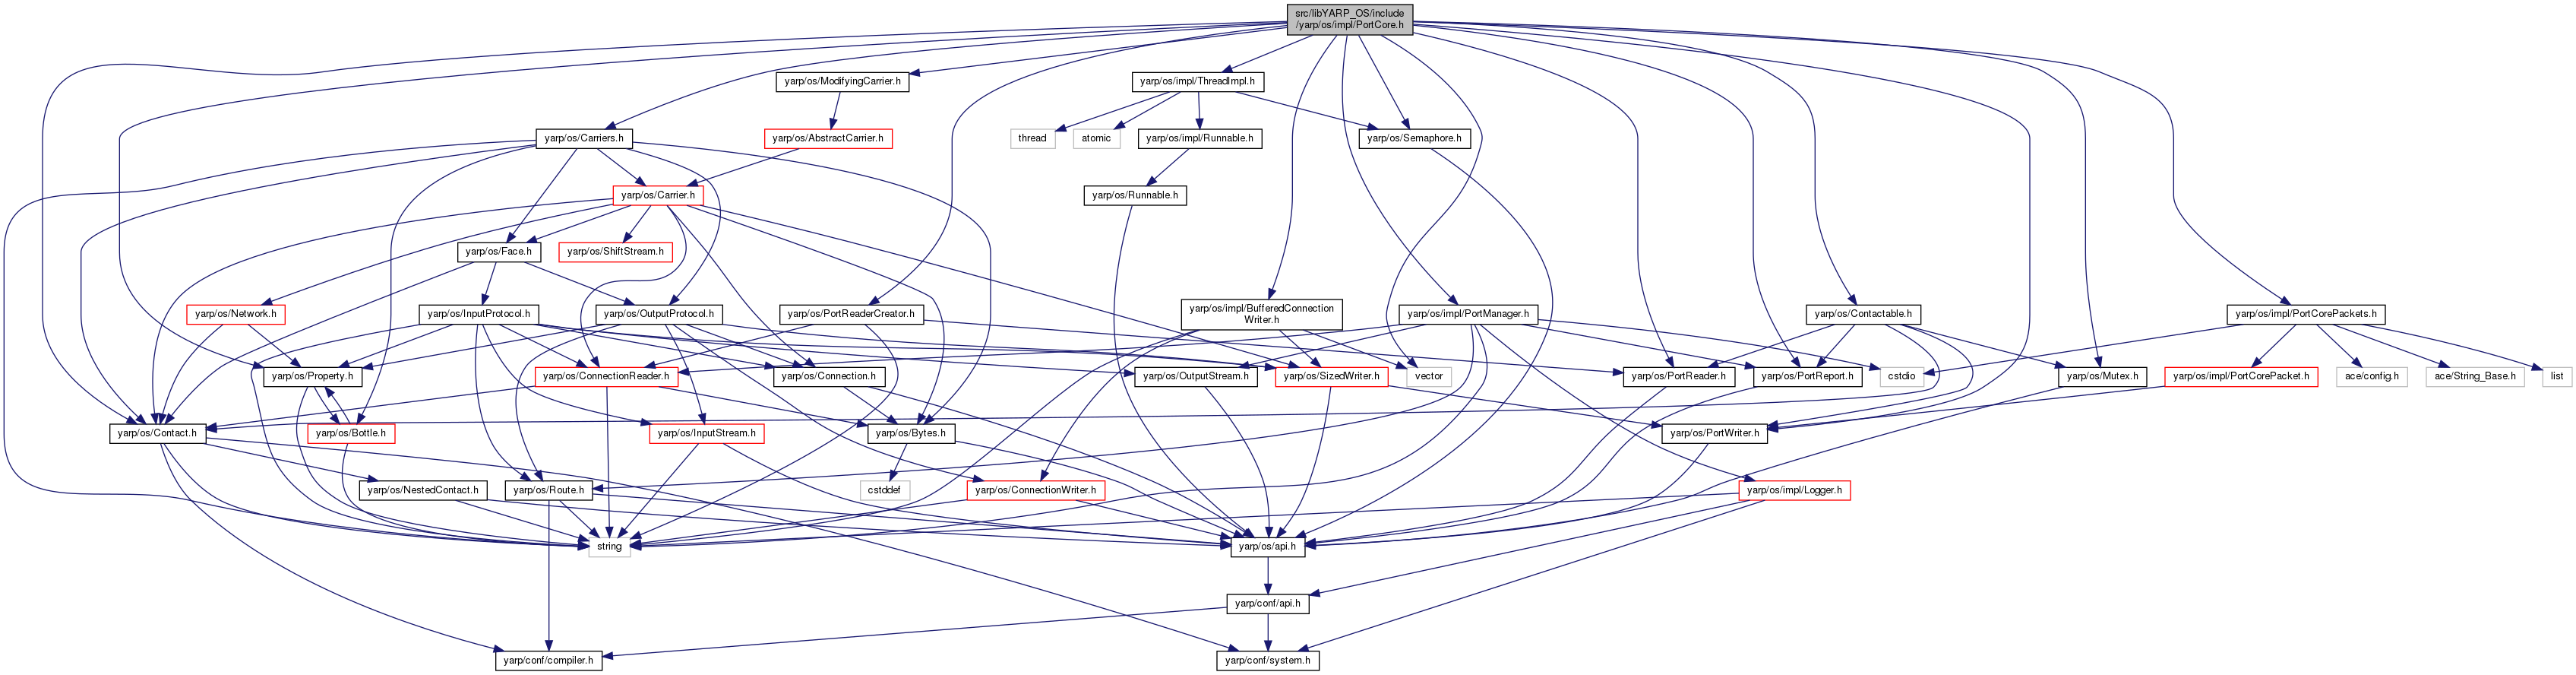 src/libYARP_OS/include
/yarp/os/impl/PortCore.h
yarp/os/ModifyingCarrier.h
yarp/os/impl/ThreadImpl.h
yarp/os/Carriers.h
yarp/os/AbstractCarrier.h
thread
atomic
yarp/os/impl/Runnable.h
yarp/os/Semaphore.h
yarp/os/Carrier.h
yarp/os/Runnable.h
yarp/os/Face.h
yarp/os/ShiftStream.h
yarp/os/Network.h
yarp/os/InputProtocol.h
yarp/os/OutputProtocol.h
yarp/os/PortReaderCreator.h
yarp/os/impl/BufferedConnection
Writer.h
yarp/os/impl/PortManager.h
yarp/os/Contactable.h
yarp/os/impl/PortCorePackets.h
yarp/os/Property.h
yarp/os/ConnectionReader.h
yarp/os/Connection.h
yarp/os/OutputStream.h
yarp/os/SizedWriter.h
vector
yarp/os/PortReader.h
yarp/os/PortReport.h
cstdio
yarp/os/Mutex.h
yarp/os/impl/PortCorePacket.h
ace/config.h
ace/String_Base.h
list
yarp/os/Contact.h
yarp/os/Bottle.h
yarp/os/InputStream.h
yarp/os/Bytes.h
yarp/os/PortWriter.h
yarp/os/NestedContact.h
yarp/os/Route.h
cstddef
yarp/os/ConnectionWriter.h
yarp/os/impl/Logger.h
string
yarp/os/api.h
yarp/conf/api.h
yarp/conf/compiler.h
yarp/conf/system.h